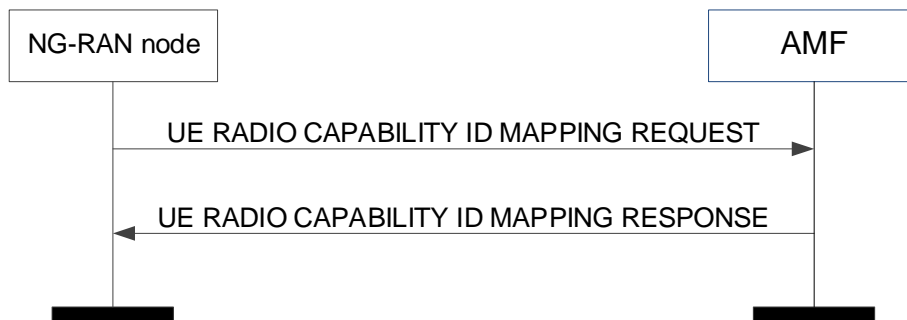 NG-RAN node
AMF
UE RADIO CAPABILITY ID MAPPING REQUEST
UE RADIO CAPABILITY ID MAPPING RESPONSE